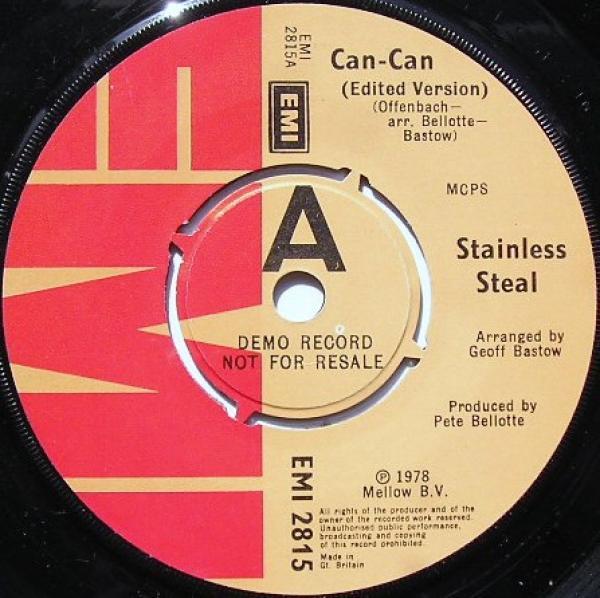 EMI
2815A
Can-Can
(Edited Version)
(Offenbach—
arr. Bellotte—
Bastow)
EMI
MCPS
A
Stainless
Steal
DEMO RECORD
NOT FOR RESALE
Arranged by
Geoff Bastow
Produced by
Pete Bellotte
EMI 2815
℗ 1978
Mellow B.V.
All rights of the producer and of the
owner of the recorded work reserved.
Unauthorised public performance,
broadcasting and copying
of this record prohibited.
Made in
Gt. Britain
EMI